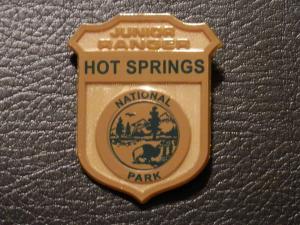 JUNIOR
RANGER
HOT SPRINGS
NATIONAL
PARK